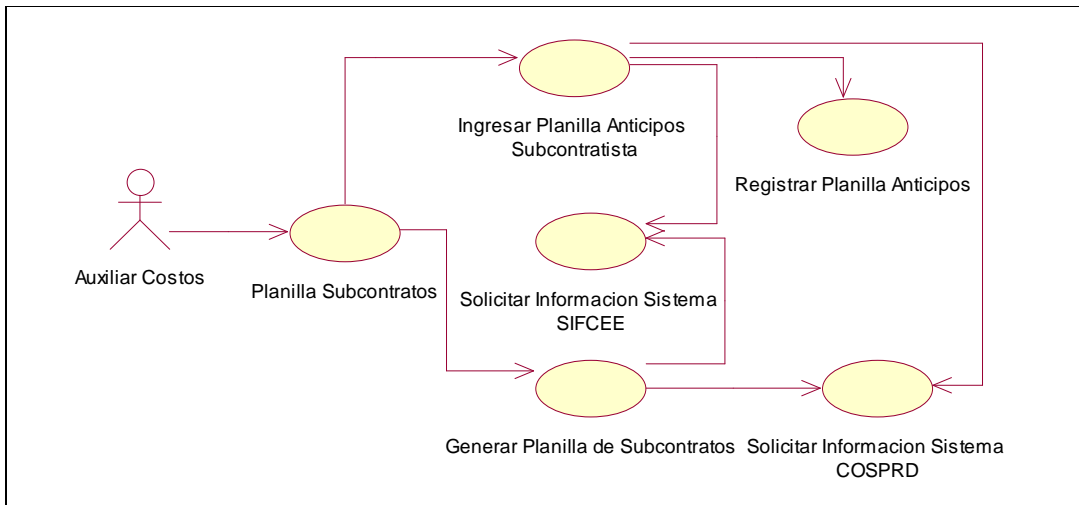 Ingresar Planilla Anticipos
Subcontratista
Registrar Planilla Anticipos
Auxiliar Costos
Planilla Subcontratos
Solicitar Informacion Sistema
SIFCEE
Generar Planilla de Subcontratos
Solicitar Informacion Sistema
COSPRD